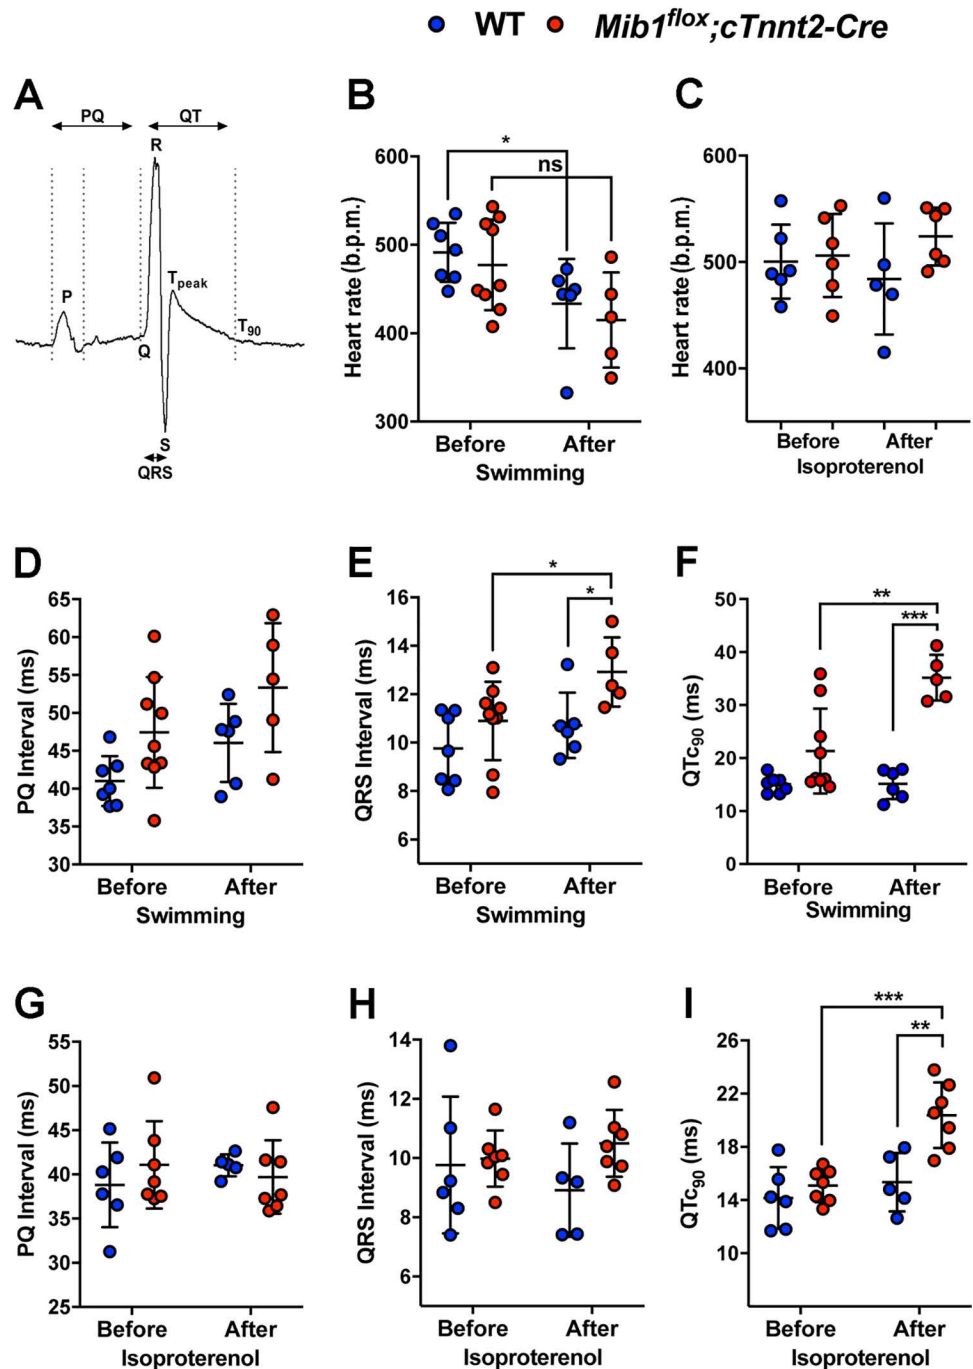 WT Mib1flox;cTnnt2-Cre
A
PQ QT
R
P
Tpeak
T90
Q
S
QRS
B
* ns
Heart rate (b.p.m.)
600
500
400
300
Before After
Swimming
C
Heart rate (b.p.m.)
600
500
400
Before After
Isoproterenol
D
PQ Interval (ms)
65
60
55
50
45
40
35
30
Before After
Swimming
E
*
*
QRS Interval (ms)
16
14
12
10
8
6
Before After
Swimming
F
**
***
QTc90 (ms)
50
40
30
20
10
0
Before After
Swimming
G
PQ Interval (ms)
55
50
45
40
35
30
25
Before After
Isoproterenol
H
QRS Interval (ms)
14
12
10
8
6
Before After
Isoproterenol
I
***
**
QTc90 (ms)
26
22
18
14
10
Before After
Isoproterenol